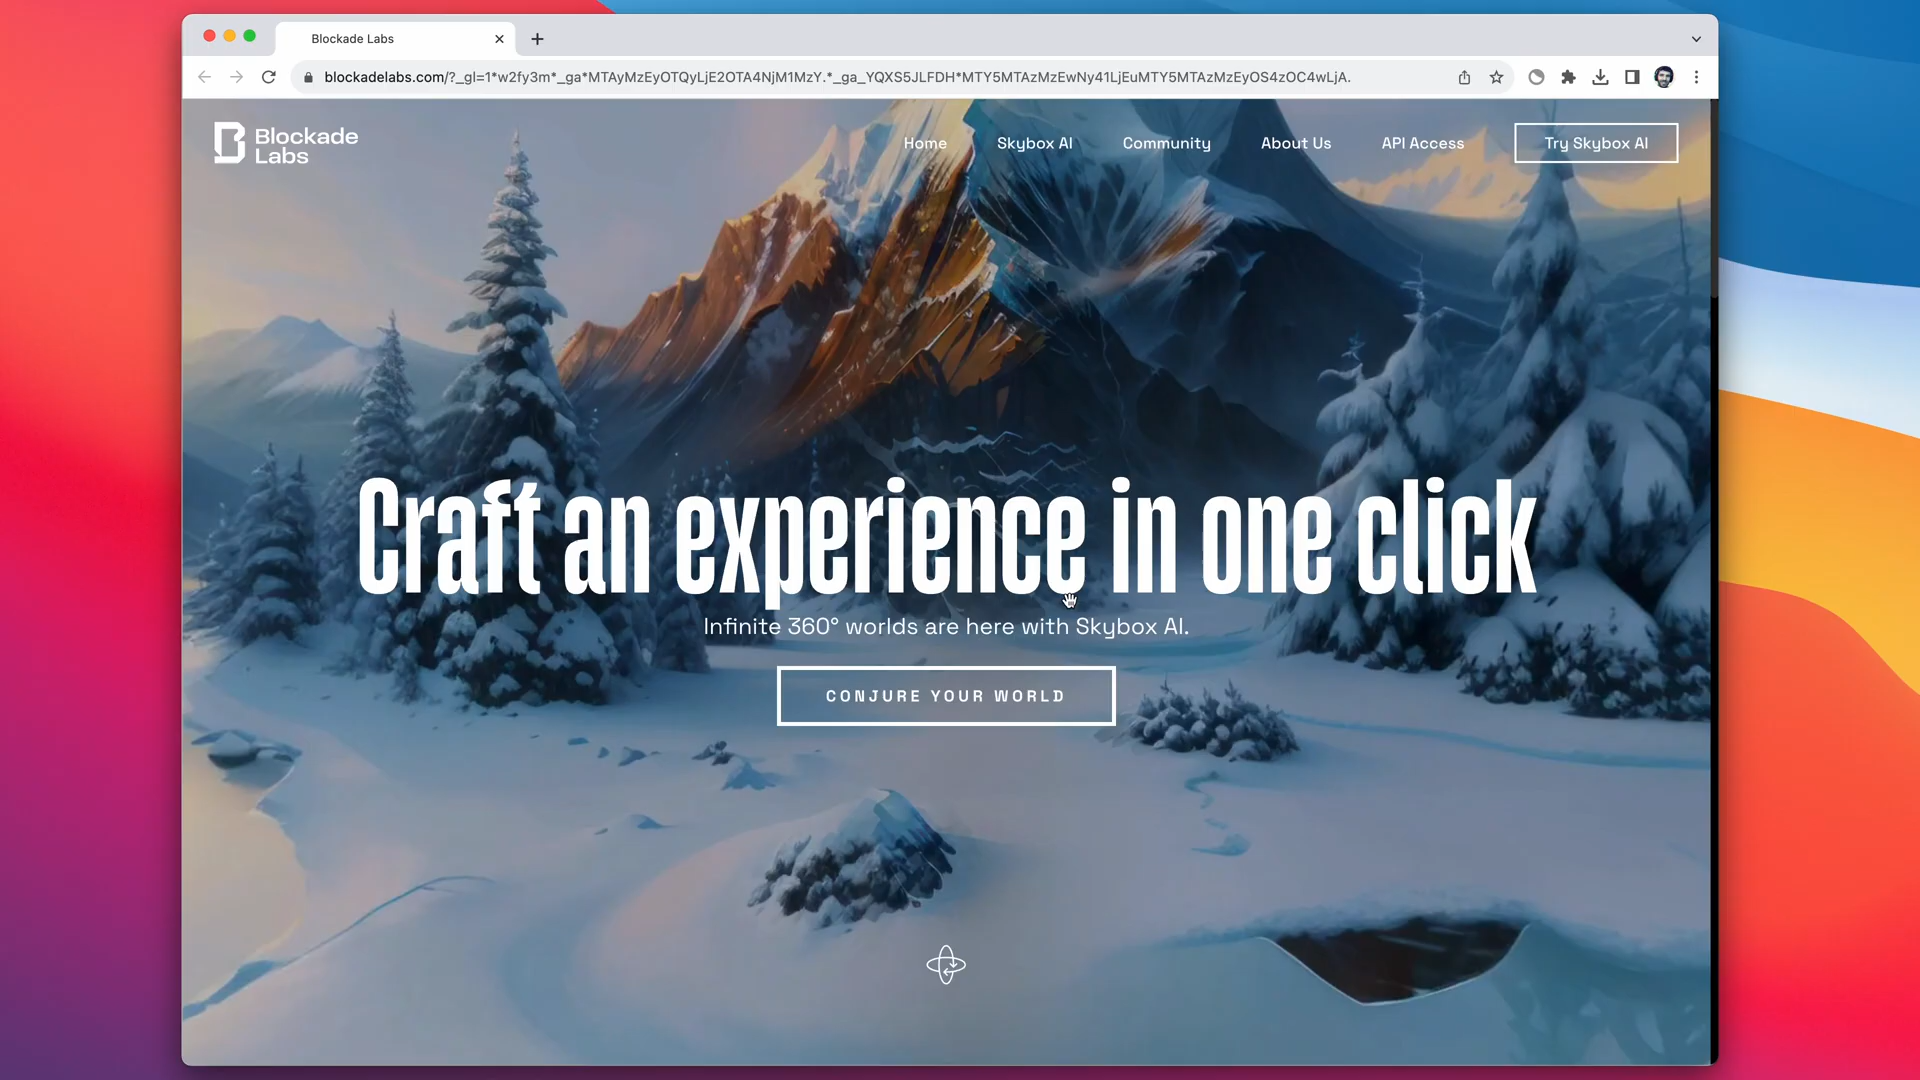 Blockade Labs
blockadelabs.com/?_gl=1*w2fy3m*_ga*MTAyMzEyOTQyLjE2OTA4NjM1MzY.*_ga_YQXS5JLFDH*MTY5MTAzMzEwNy41LjEuMTY5MTAzMzEyOS4zOC4wLjA.
Blockade
Labs
Home
Skybox AI
Community
About Us
API Access
Try Skybox AI
Craft an experience in one click
Infinite 360° worlds are here with Skybox AI.
CONJURE YOUR WORLD